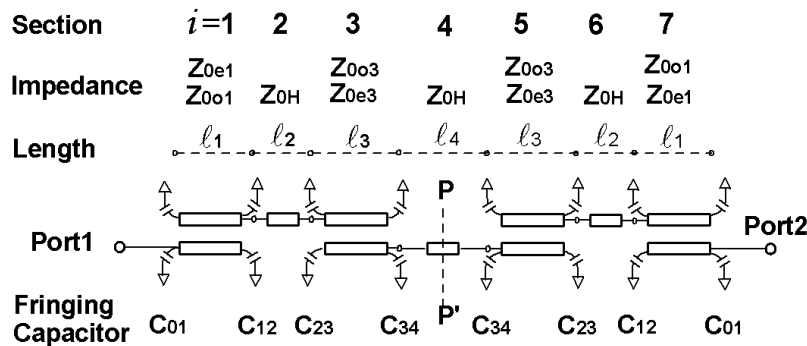 Section i=1 2 3 4 5 6 7
Z0e1 Z0o3 Z0o3 Z0o1
Impedance Z0o1 Z0H Z0e3 Z0H Z0e3 Z0H Z0e1
Length ℓ1 ℓ2 ℓ3 ℓ4 ℓ3 ℓ2 ℓ1
P
Port1 Port2
P'
Fringing
Capacitor C01 C12 C23 C34 C34 C23 C12 C01